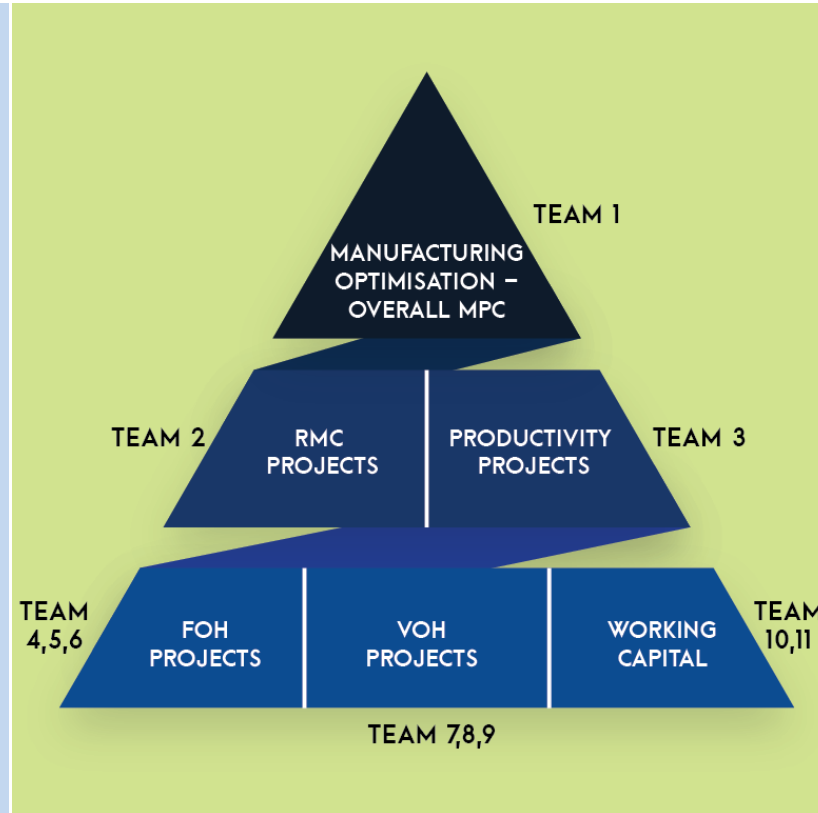 TEAM 1
MANUFACTURING
OPTIMISATION –
OVERALL MPC
TEAM 2
RMC
PROJECTS
PRODUCTIVITY
PROJECTS
TEAM 3
TEAM
4,5,6
FOH
PROJECTS
VOH
PROJECTS
WORKING
CAPITAL
TEAM
10,11
TEAM 7,8,9